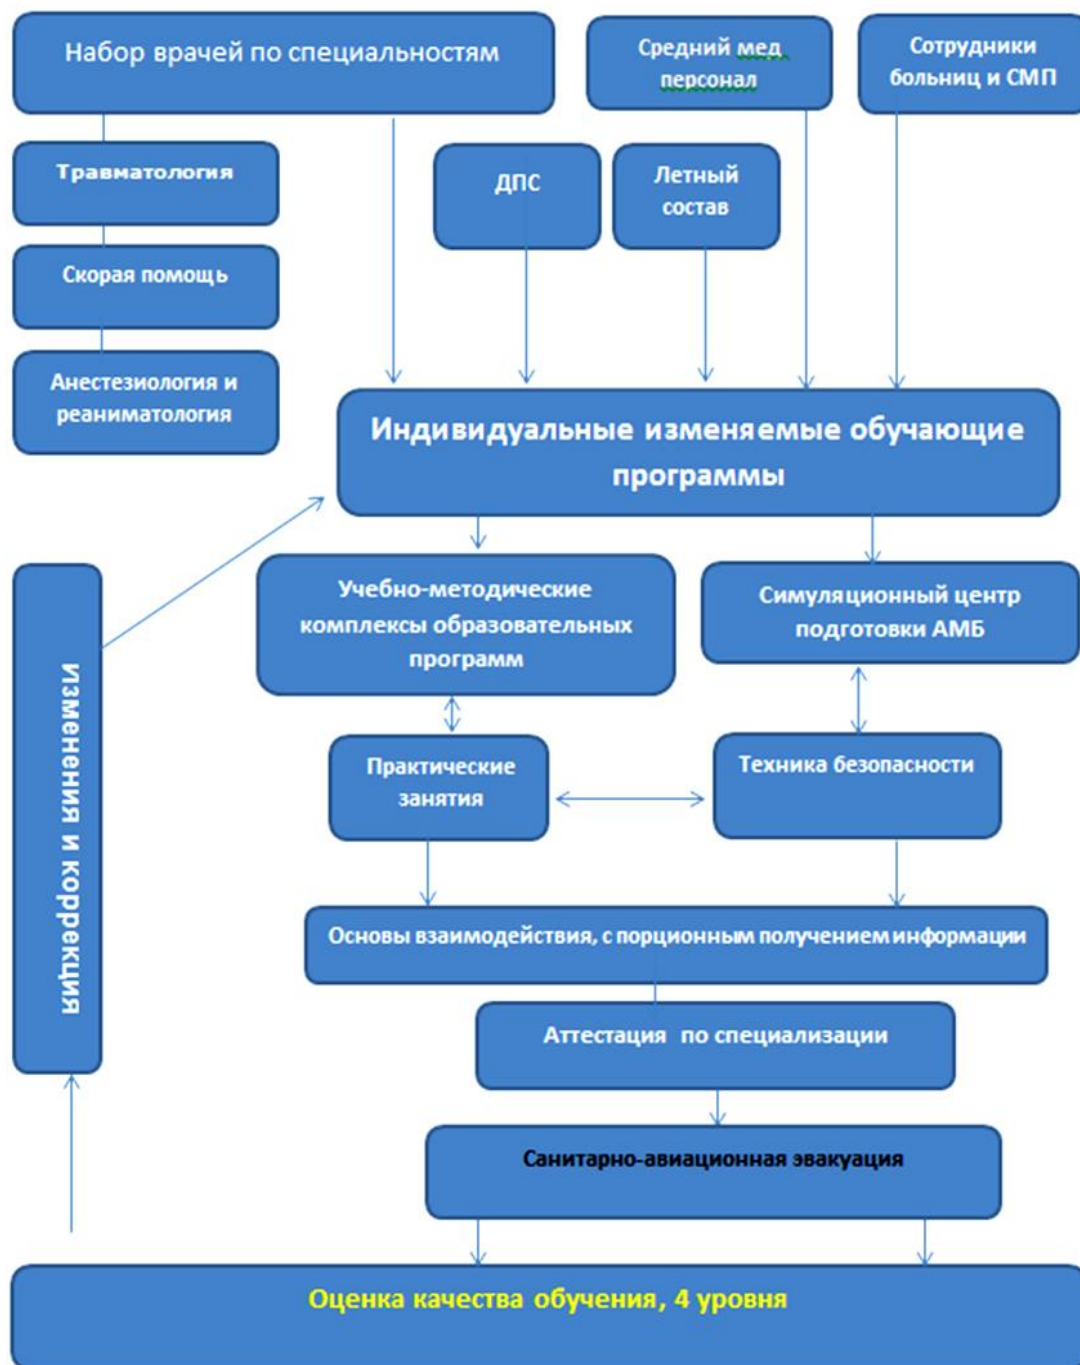 Набор врачей по специальностям
Средний мед
персонал
Сотрудники
больниц и СМП
Травматология
ДПС
Летный
состав
Скорая помощь
Анестезиология и
реаниматология
Индивидуальные изменяемые обучающие
программы
Учебно-методические
комплексы образовательных
программ
Симуляционный центр
подготовки АМБ
Изменения и коррекция
Практические
занятия
Техника безопасности
Основы взаимодействия, с порционным получением информации
Аттестация по специализации
Санитарно-авиационная эвакуация
Оценка качества обучения, 4 уровня